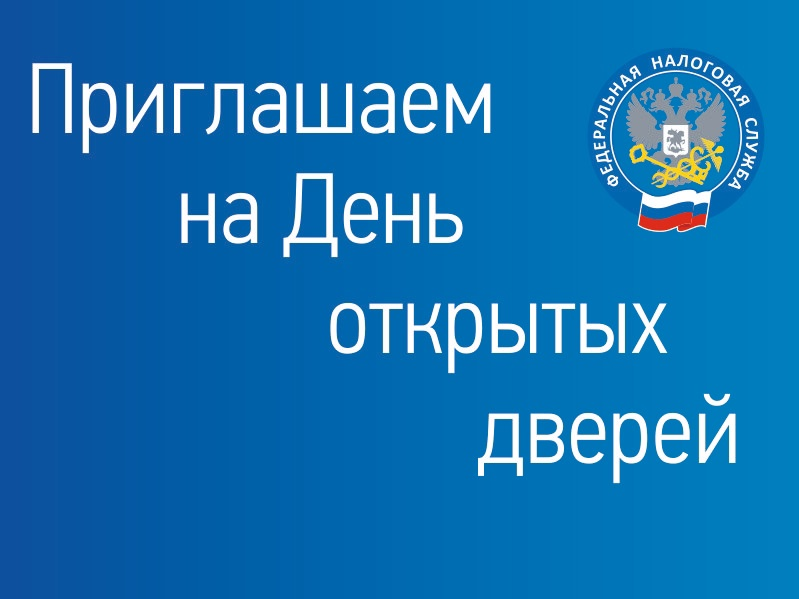 Приглашаем
на День
открытых
дверей
ФЕДЕРАЛЬНАЯ НАЛОГОВАЯ СЛУЖБА